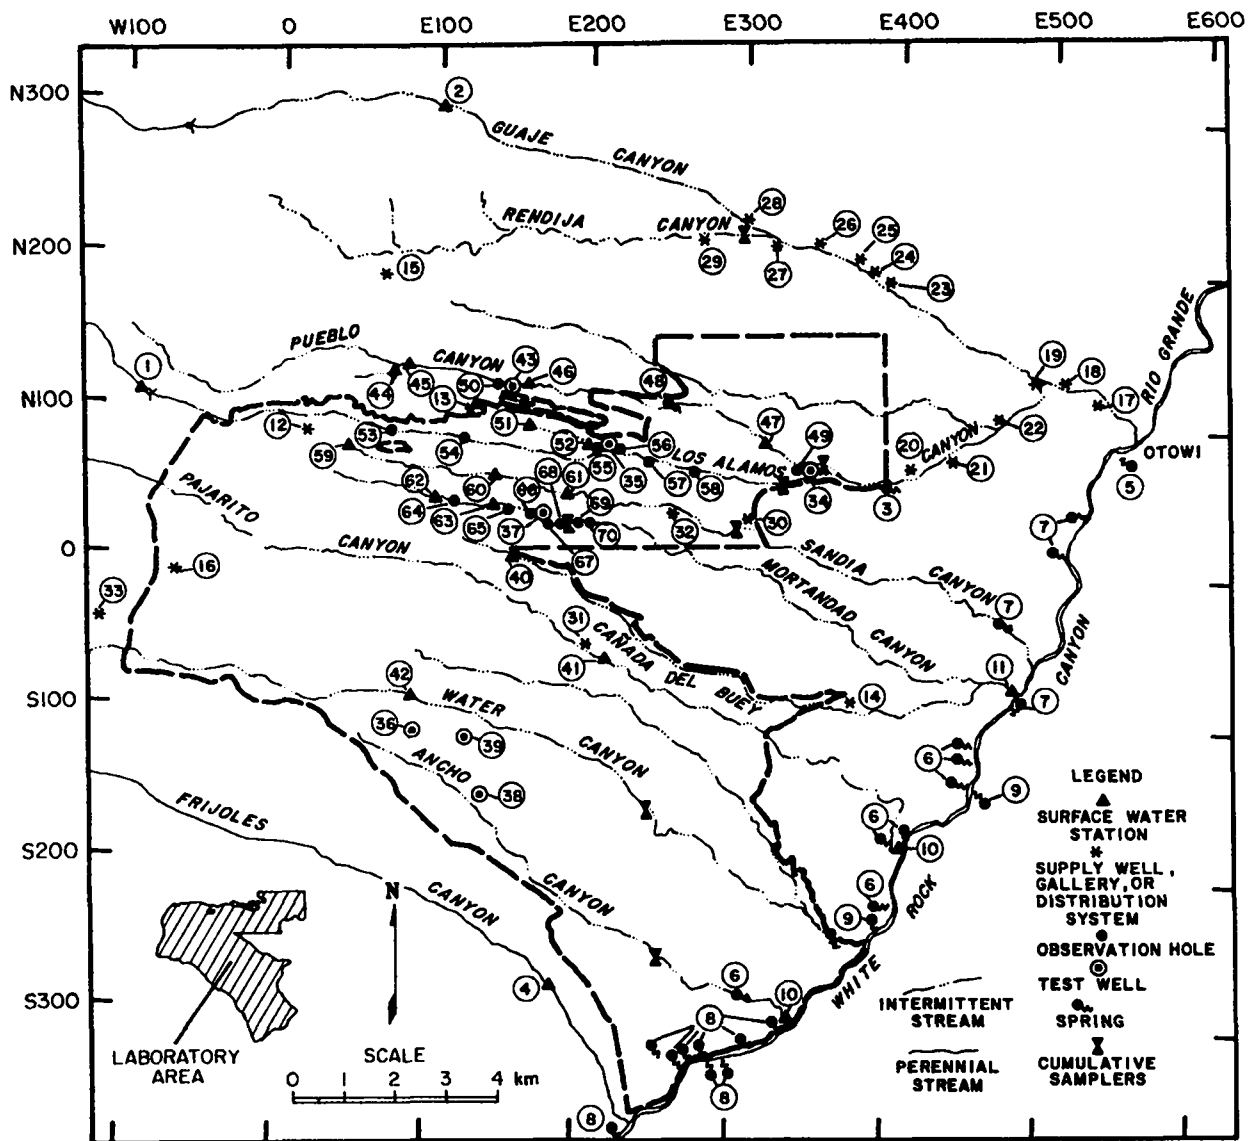 W100 0 E100 E200 E300 E400 E500 E600
N300
N200
N100
0
S100
S200
S300
2
GUAJE
CANYON
28
26
25
24
23
RENDIJA
CANYON
29
27
15
RIO GRANDE
19
18
17
1
PUEBLO
CANYON
43
46
48
44
45
50
13
51
47
49
20
CANYON
22
21
OTOWI
5
12
53
54
52
55
35
56
57
58
LOS ALAMOS
34
3
59
62
60
68
61
69
64
63
65
66
37
67
70
32
30
7
PAJARITO
CANYON
16
33
40
SANDIA
CANYON
7
MORTANDAD
CANYON
31
CAÑADA
DEL
BUEY
41
14
11
7
CANYON
42
WATER
CANYON
36
39
38
ANCHO
CANYON
6
9
6
10
6
9
ROCK
WHITE
FRIJOLES
CANYON
4
6
10
8
8
8
N
LABORATORY
AREA
SCALE
0 1 2 3 4 km
LEGEND
SURFACE WATER
STATION
SUPPLY WELL,
GALLERY, OR
DISTRIBUTION
SYSTEM
OBSERVATION HOLE
TEST WELL
SPRING
CUMULATIVE
SAMPLERS
INTERMITTENT
STREAM
PERENNIAL
STREAM